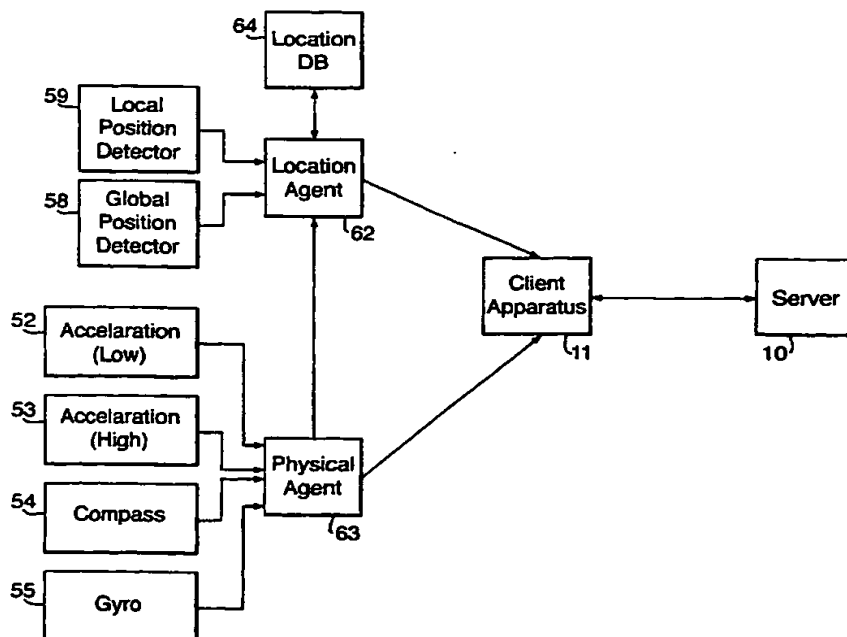 64
Location
DB
59
Local
Position
Detector
Location
Agent
62
58
Global
Position
Detector
Client
Apparatus
11
Server
10
52
Accelaration
(Low)
53
Accelaration
(High)
Physical
Agent
63
54
Compass
55
Gyro